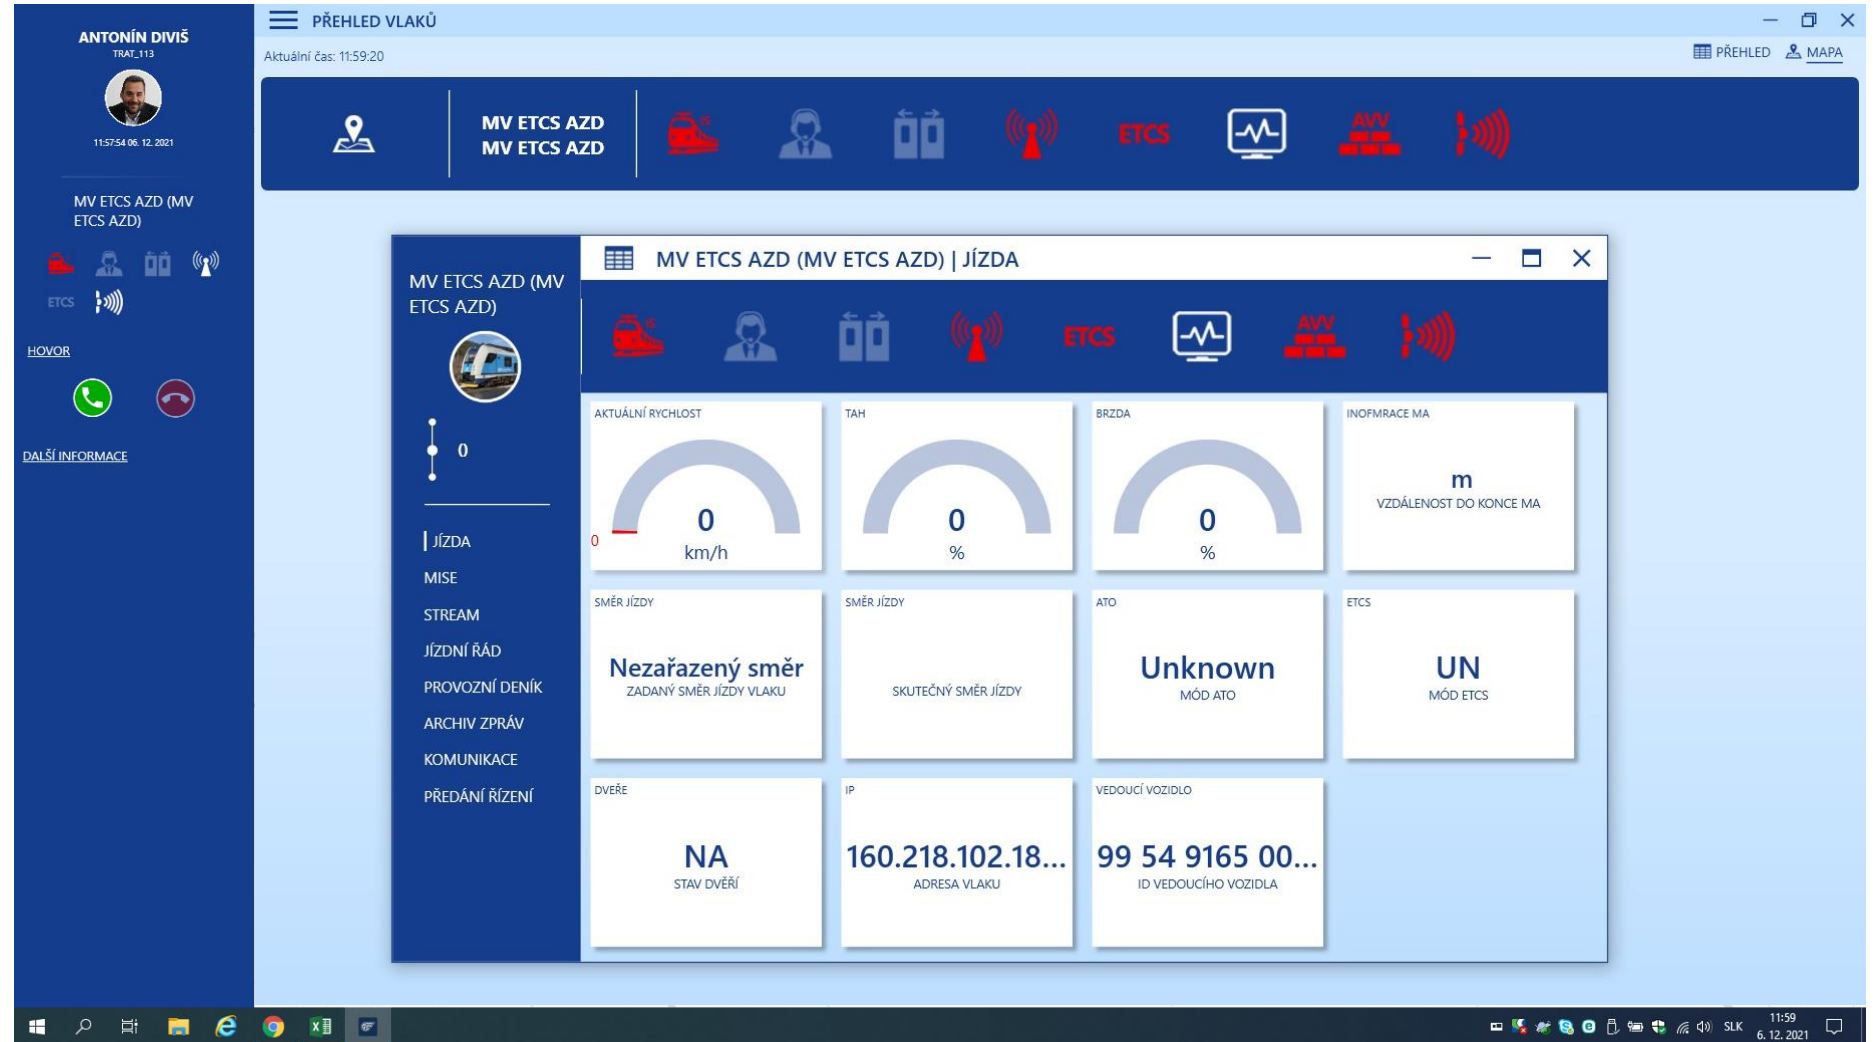 ANTONÍN DIVIŠ
TRAT_113
11:57:54 06. 12. 2021
MV ETCS AZD (MV
ETCS AZD)
ETCS
HOVOR
DALŠÍ INFORMACE
PŘEHLED VLAKŮ
Aktuální čas: 11:59:20
PŘEHLED
MAPA
MV ETCS AZD
MV ETCS AZD
ETCS
AVV
MV ETCS AZD (MV
ETCS AZD)
0
JÍZDA
MISE
STREAM
JÍZDNÍ ŘÁD
PROVOZNÍ DENÍK
ARCHIV ZPRÁV
KOMUNIKACE
PŘEDÁNÍ ŘÍZENÍ
MV ETCS AZD (MV ETCS AZD) | JÍZDA
ETCS
AVV
AKTUÁLNÍ RYCHLOST
0
0
km/h
TAH
0
%
BRZDA
0
%
INOFMRACE MA
m
VZDÁLENOST DO KONCE MA
SMĚR JÍZDY
Nezařazený směr
ZADANÝ SMĚR JÍZDY VLAKU
SMĚR JÍZDY
SKUTEČNÝ SMĚR JÍZDY
ATO
Unknown
MÓD ATO
ETCS
UN
MÓD ETCS
DVEŘE
NA
STAV DVĚŘÍ
IP
160.218.102.18...
ADRESA VLAKU
VEDOUCÍ VOZIDLO
99 54 9165 00...
ID VEDOUCÍHO VOZIDLA
SLK
11:59
6. 12. 2021